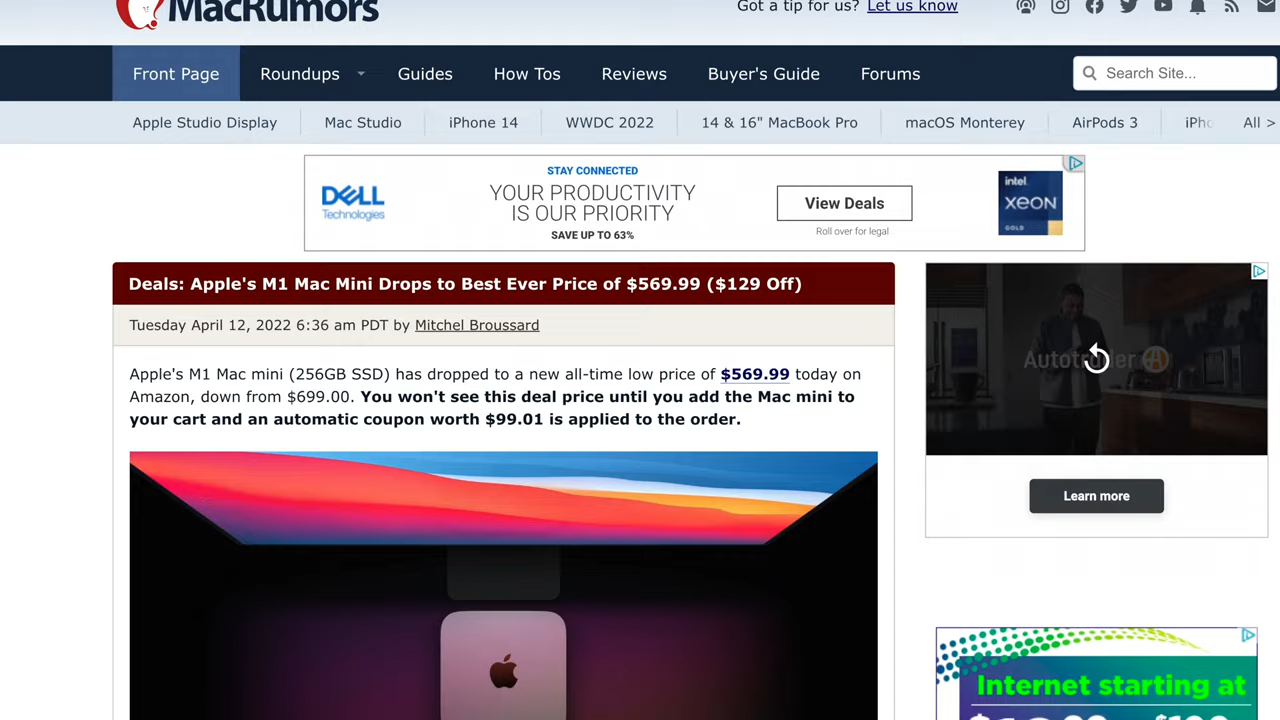 MacRumors
Got a tip for us? Let us know
Front Page Roundups Guides How Tos Reviews Buyer's Guide Forums Search Site...
Apple Studio Display Mac Studio iPhone 14 WWDC 2022 14 & 16" MacBook Pro macOS Monterey AirPods 3 iPho All >
DELL
Technologies
STAY CONNECTED
YOUR PRODUCTIVITY
IS OUR PRIORITY
SAVE UP TO 63%
View Deals
Roll over for legal
intel
XEON
GOLD
Deals: Apple's M1 Mac Mini Drops to Best Ever Price of $569.99 ($129 Off)
Tuesday April 12, 2022 6:36 am PDT by Mitchel Broussard
Apple's M1 Mac mini (256GB SSD) has dropped to a new all-time low price of $569.99 today on
Amazon, down from $699.00. You won't see this deal price until you add the Mac mini to
your cart and an automatic coupon worth $99.01 is applied to the order.
Autotrader
Learn more
Internet starting at